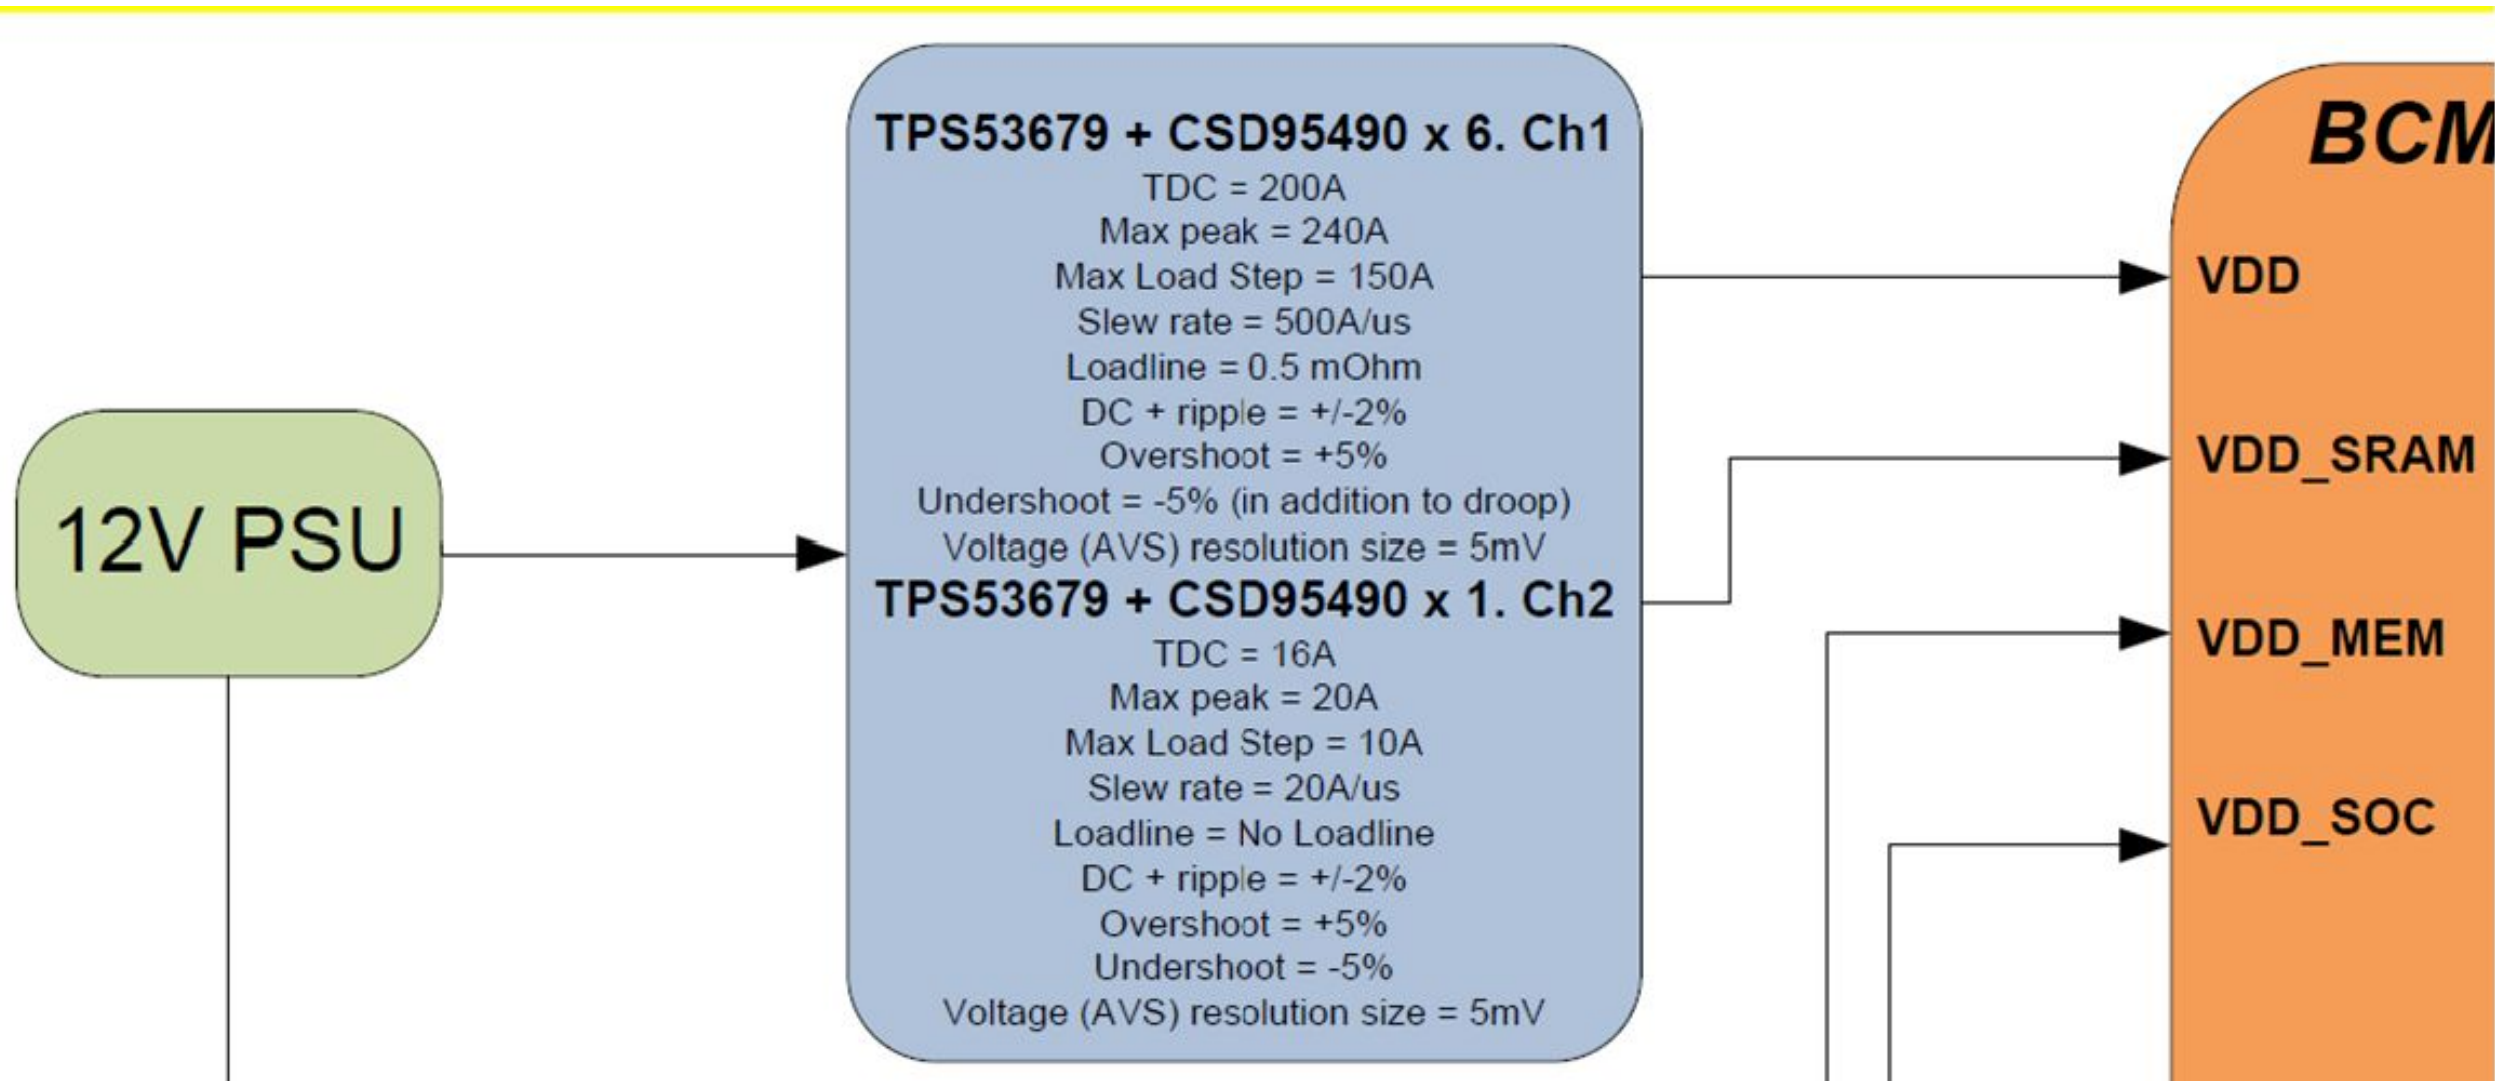 12V PSU
TPS53679 + CSD95490 x 6. Ch1
TDC = 200A
Max peak = 240A
Max Load Step = 150A
Slew rate = 500A/us
Loadline = 0.5 mOhm
DC + ripple = +/-2%
Overshoot = +5%
Undershoot = -5% (in addition to droop)
Voltage (AVS) resolution size = 5mV
TPS53679 + CSD95490 x 1. Ch2
TDC = 16A
Max peak = 20A
Max Load Step = 10A
Slew rate = 20A/us
Loadline = No Loadline
DC + ripple = +/-2%
Overshoot = +5%
Undershoot = -5%
Voltage (AVS) resolution size = 5mV
BCM
VDD
VDD_SRAM
VDD_MEM
VDD_SOC